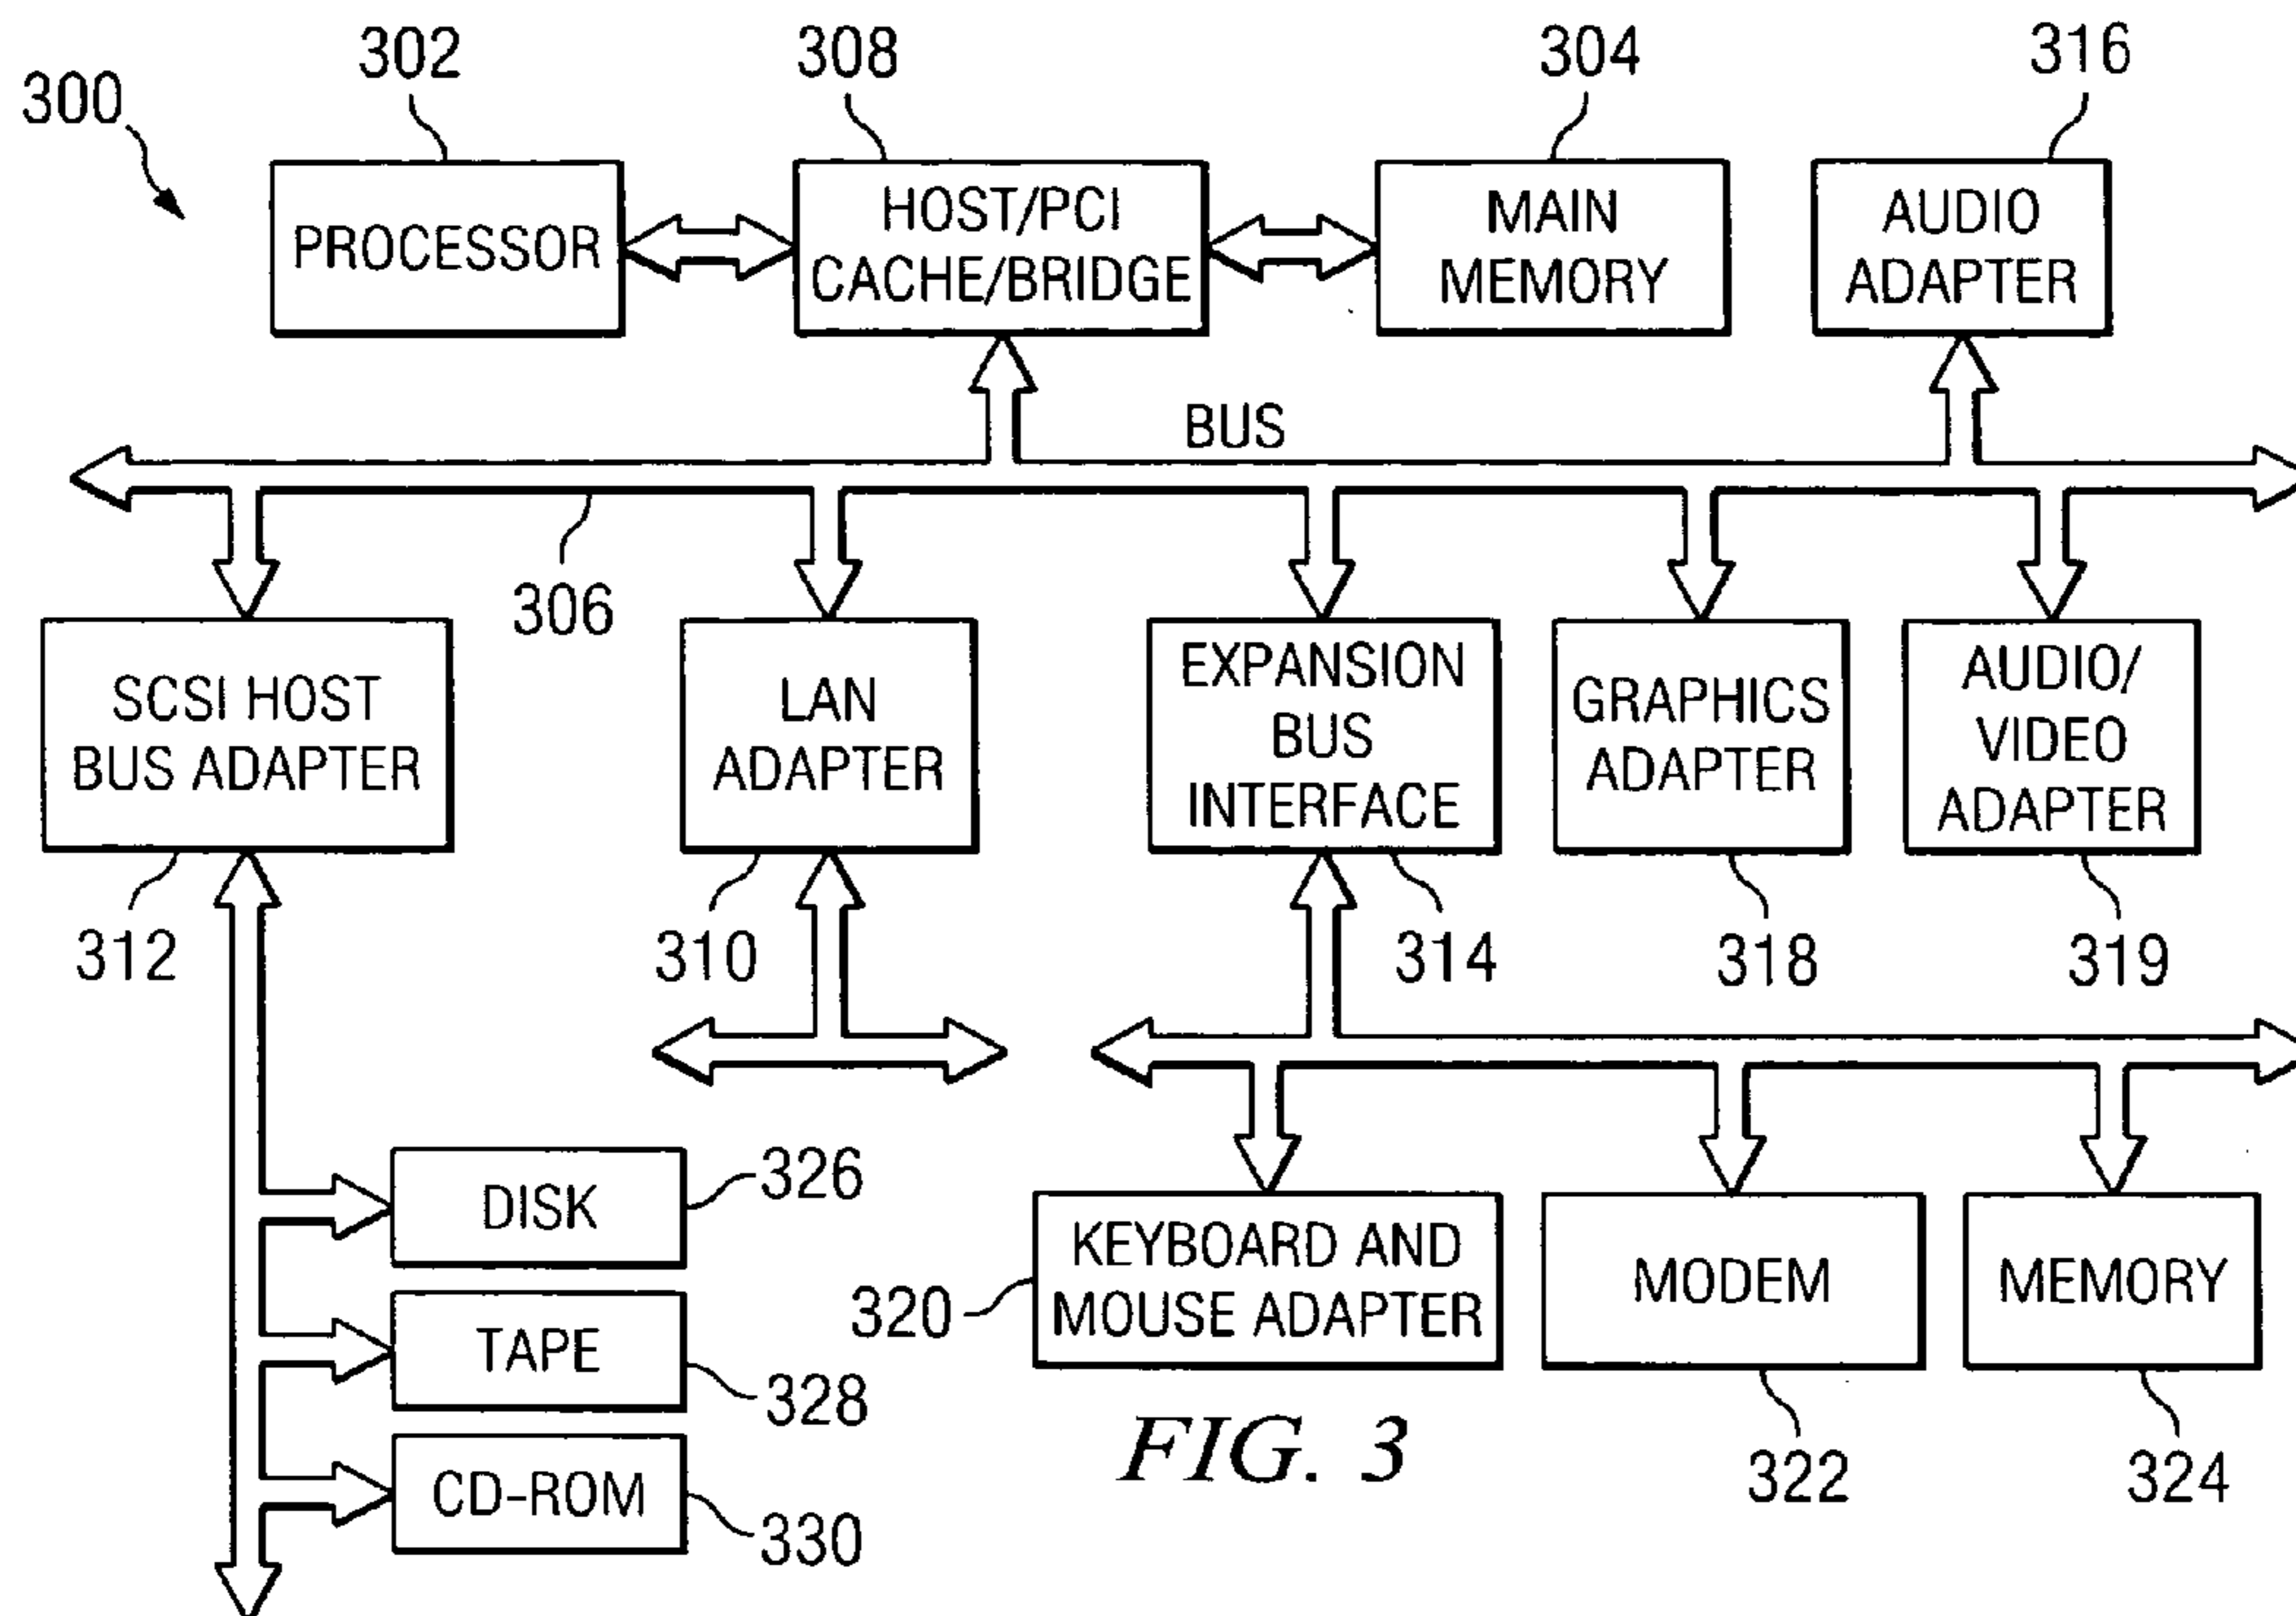 302
308
304
316
300
PROCESSOR
HOST/PCI
CACHE/BRIDGE
MAIN
MEMORY
AUDIO
ADAPTER
BUS
306
SCSI HOST
BUS ADAPTER
LAN
ADAPTER
EXPANSION
BUS
INTERFACE
GRAPHICS
ADAPTER
AUDIO/
VIDEO
ADAPTER
312
310
314
318
319
DISK
326
TAPE
328
CD-ROM
330
320
KEYBOARD AND
MOUSE ADAPTER
MODEM
MEMORY
322
324
FIG. 3